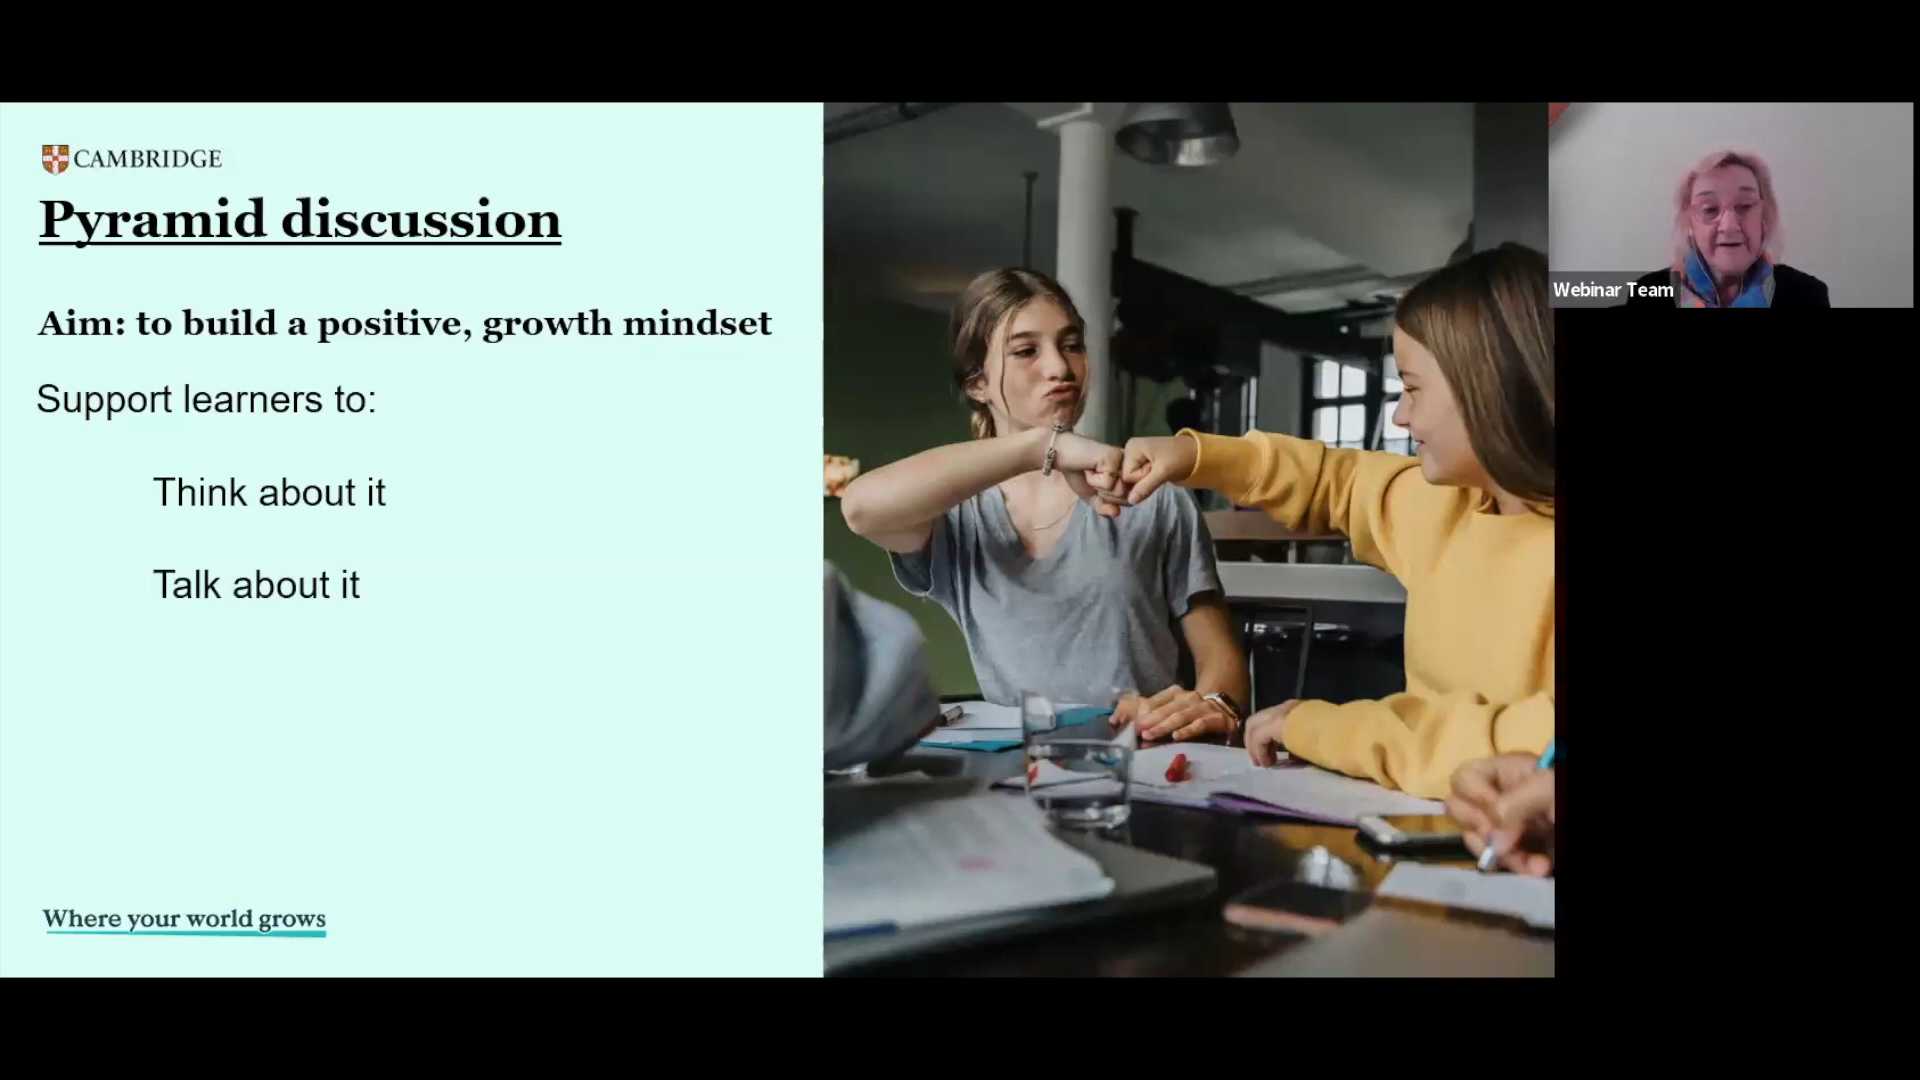 CAMBRIDGE
Pyramid discussion
Aim: to build a positive, growth mindset
Support learners to:
Think about it
Talk about it
Where your world grows
Webinar Team